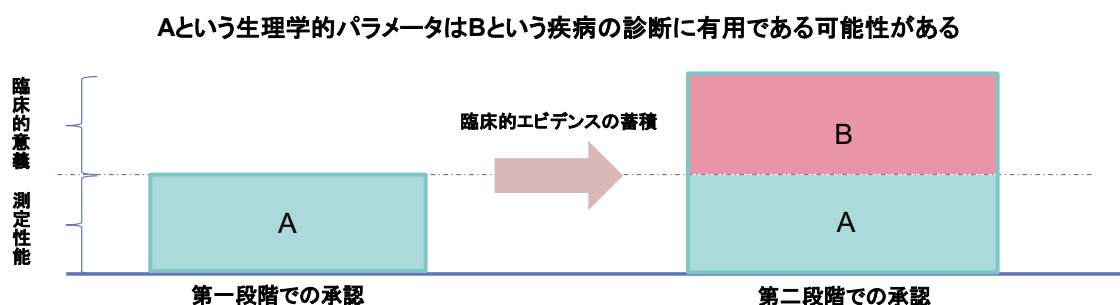 Aという生理学的パラメータはBという疾病の診断に有用である可能性がある
臨床的意義
測定性能
A
臨床的エビデンスの蓄積
B
A
第一段階での承認
第二段階での承認